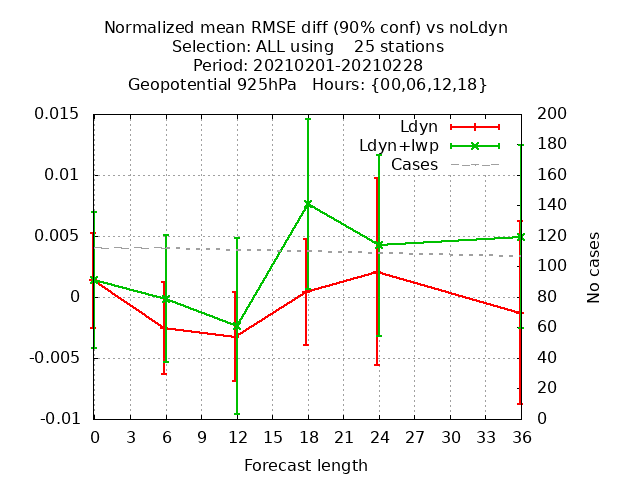 Normalized mean RMSE diff (90% conf) vs noLdyn
Selection: ALL using    25 stations
Period: 20210201-20210228
Geopotential 925hPa   Hours: {00,06,12,18}
Ldyn
Ldyn+lwp
Cases
0.015
0.01
0.005
0
-0.005
-0.01
200
180
160
140
120
100
80
60
40
20
0
No cases
0 3 6 9 12 15 18 21 24 27 30 33 36
Forecast length